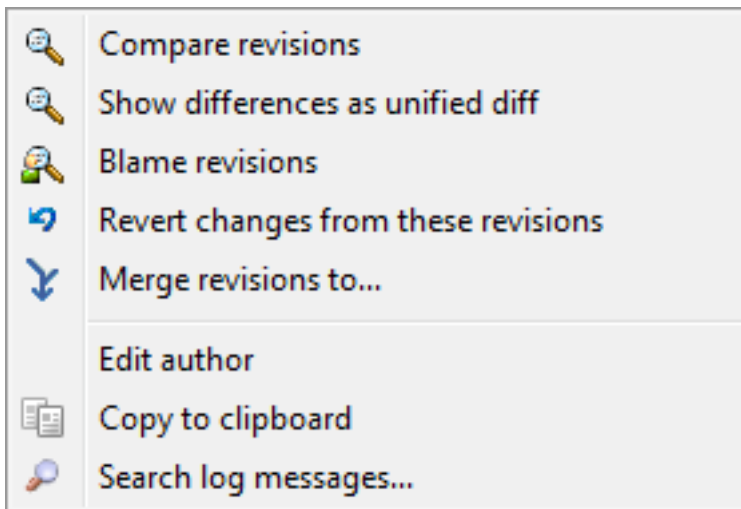 Compare revisions
Show differences as unified diff
Blame revisions
Revert changes from these revisions
Merge revisions to...
Edit author
Copy to clipboard
Search log messages...